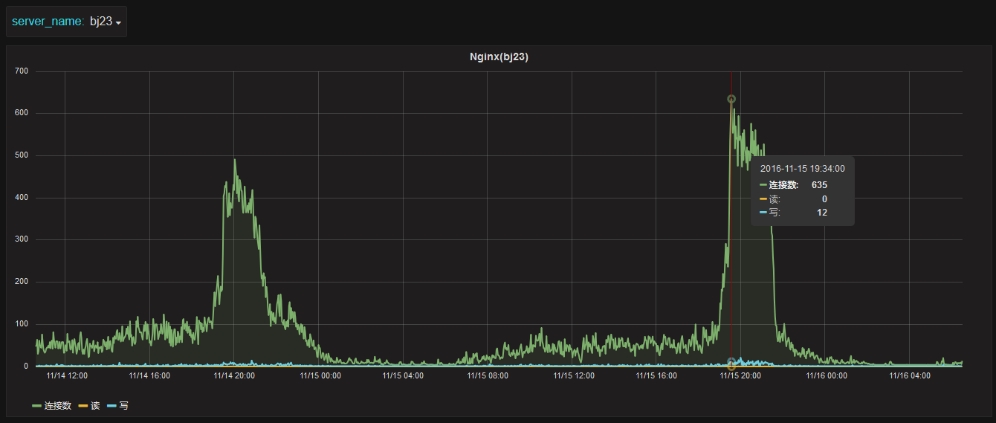 server_name: bj23
Nginx(bj23)
700
600
500
400
300
200
100
0
2016-11-15 19:34:00
连接数: 635
读: 0
写: 12
11/14 12:00 11/14 16:00 11/14 20:00 11/15 00:00 11/15 04:00 11/15 08:00 11/15 12:00 11/15 16:00 11/15 20:00 11/16 00:00 11/16 04:00
连接数 读 写